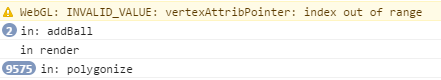 WebGL: INVALID_VALUE: vertexAttribPointer: index out of range
2 in: addBall
in render
9575 in: polygonize